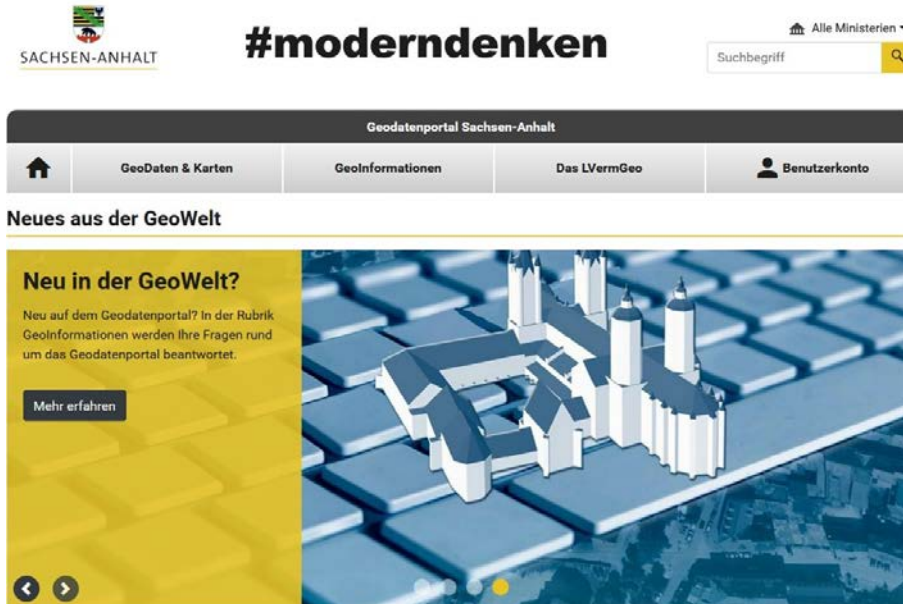 SACHSEN-ANHALT
#moderndenken
Alle Ministerien
Suchbegriff
Geodatenportal Sachsen-Anhalt
GeoDaten & Karten
GeoInformationen
Das LVermGeo
Benutzerkonto
Neues aus der GeoWelt
Neu in der GeoWelt?
Neu auf dem Geodatenportal? In der Rubrik
GeoInformationen werden Ihre Fragen rund
um das Geodatenportal beantwortet.
Mehr erfahren